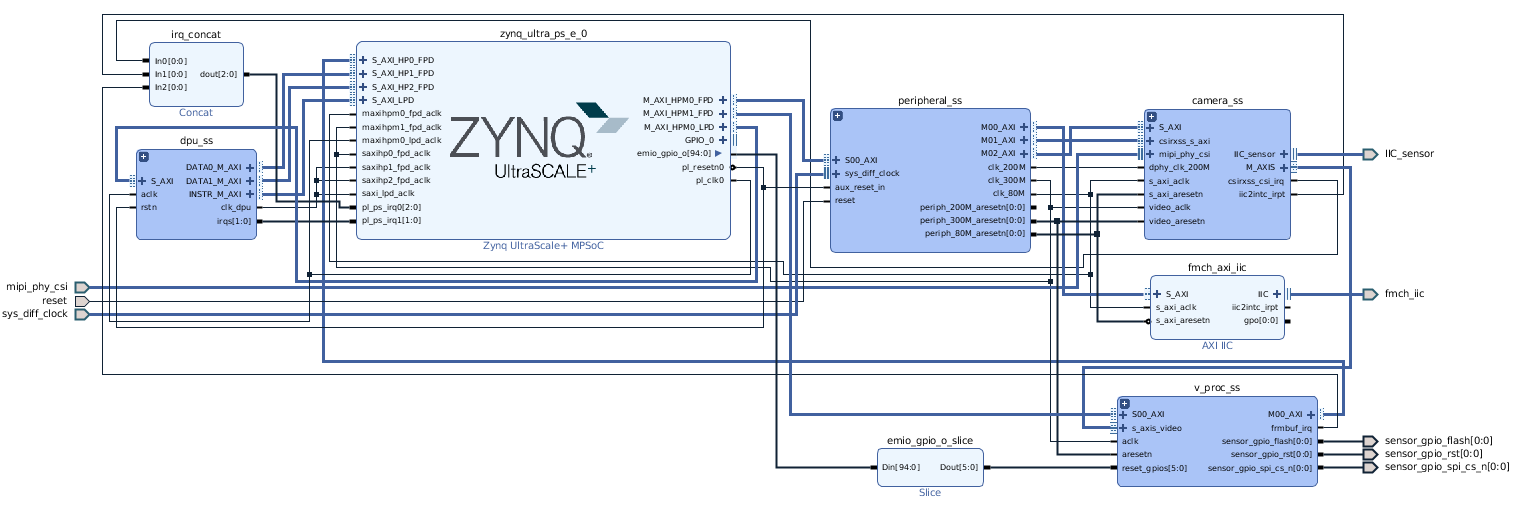 irq_concat
In0[0:0]
In1[0:0]
In2[0:0]
dout[2:0]
Concat
dpu_ss
S_AXI
aclk
rstn
DATA0_M_AXI
DATA1_M_AXI
INSTR_M_AXI
clk_dpu
irqs[1:0]
zynq_ultra_ps_e_0
S_AXI_HP0_FPD
S_AXI_HP1_FPD
S_AXI_HP2_FPD
S_AXI_LPD
maxihpm0_fpd_aclk
maxihpm1_fpd_aclk
maxihpm0_lpd_aclk
saxihp0_fpd_aclk
saxihp1_fpd_aclk
saxihp2_fpd_aclk
saxi_lpd_aclk
pl_ps_irq0[2:0]
pl_ps_irq1[1:0]
ZYNQ
UltraSCALE+
M_AXI_HPM0_FPD
M_AXI_HPM1_FPD
M_AXI_HPM0_LPD
GPIO_0
emio_gpio_o[94:0]
pl_resetn0
pl_clk0
Zynq UltraScale+ MPSoC
peripheral_ss
S00_AXI
sys_diff_clock
aux_reset_in
reset
M00_AXI
M01_AXI
M02_AXI
clk_200M
clk_300M
clk_80M
periph_200M_aresetn[0:0]
periph_300M_aresetn[0:0]
periph_80M_aresetn[0:0]
camera_ss
S_AXI
csirxss_s_axi
mipi_phy_csi
dphy_clk_200M
s_axi_aclk
s_axi_aresetn
video_aclk
video_aresetn
IIC_sensor
M_AXIS
csirxss_csi_irq
iic2intc_irpt
IIC_sensor
fmch_axi_iic
S_AXI
s_axi_aclk
s_axi_aresetn
IIC
iic2intc_irpt
gpo[0:0]
AXI IIC
fmch_iic
mipi_phy_csi
reset
sys_diff_clock
v_proc_ss
S00_AXI
s_axis_video
aclk
aresetn
reset_gpios[5:0]
M00_AXI
frmbuf_irq
sensor_gpio_flash[0:0]
sensor_gpio_rst[0:0]
sensor_gpio_spi_cs_n[0:0]
sensor_gpio_flash[0:0]
sensor_gpio_rst[0:0]
sensor_gpio_spi_cs_n[0:0]
emio_gpio_o_slice
Din[94:0]
Dout[5:0]
Slice